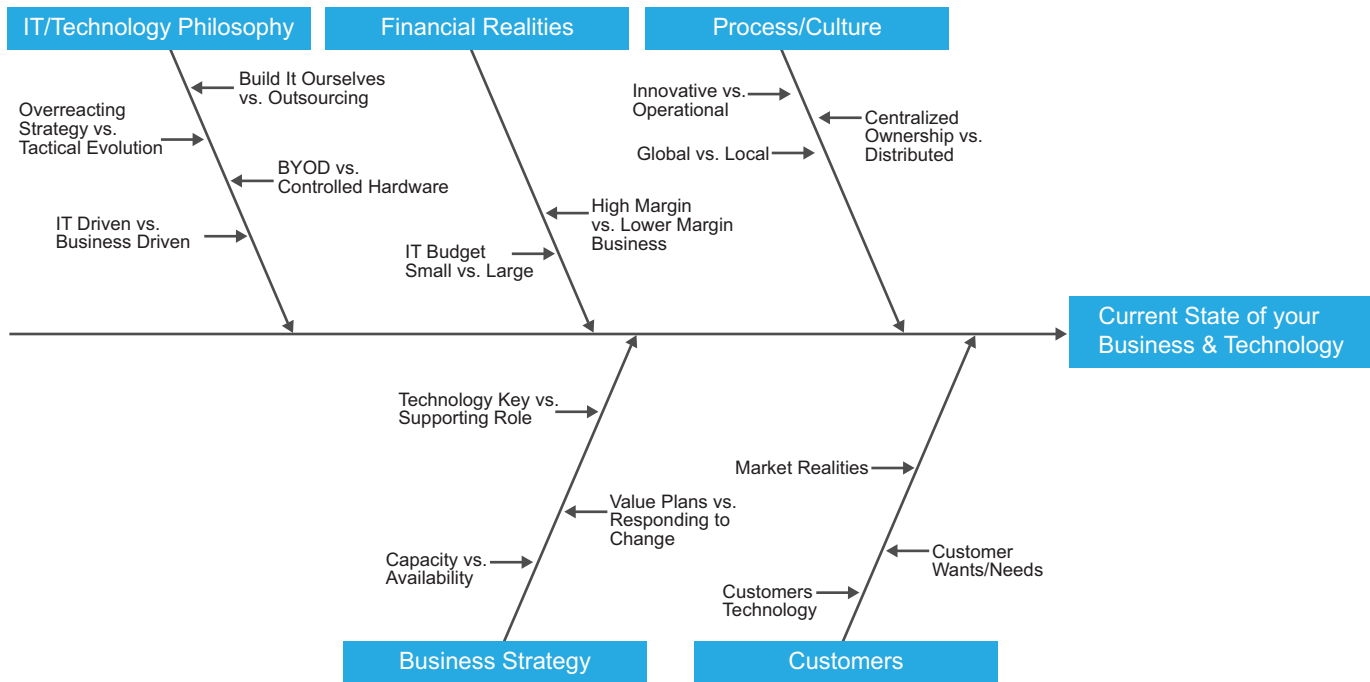 IT/Technology Philosophy
Financial Realities
Process/Culture
Build It Ourselves
vs. Outsourcing
Overreacting
Strategy vs.
Tactical Evolution
BYOD vs.
Controlled Hardware
IT Driven vs.
Business Driven
High Margin
vs. Lower Margin
Business
IT Budget
Small vs. Large
Innovative vs.
Operational
Centralized
Ownership vs.
Distributed
Global vs. Local
Current State of your
Business & Technology
Technology Key vs.
Supporting Role
Value Plans vs.
Responding to
Change
Capacity vs.
Availability
Market Realities
Customer
Wants/Needs
Customers
Technology
Business Strategy
Customers